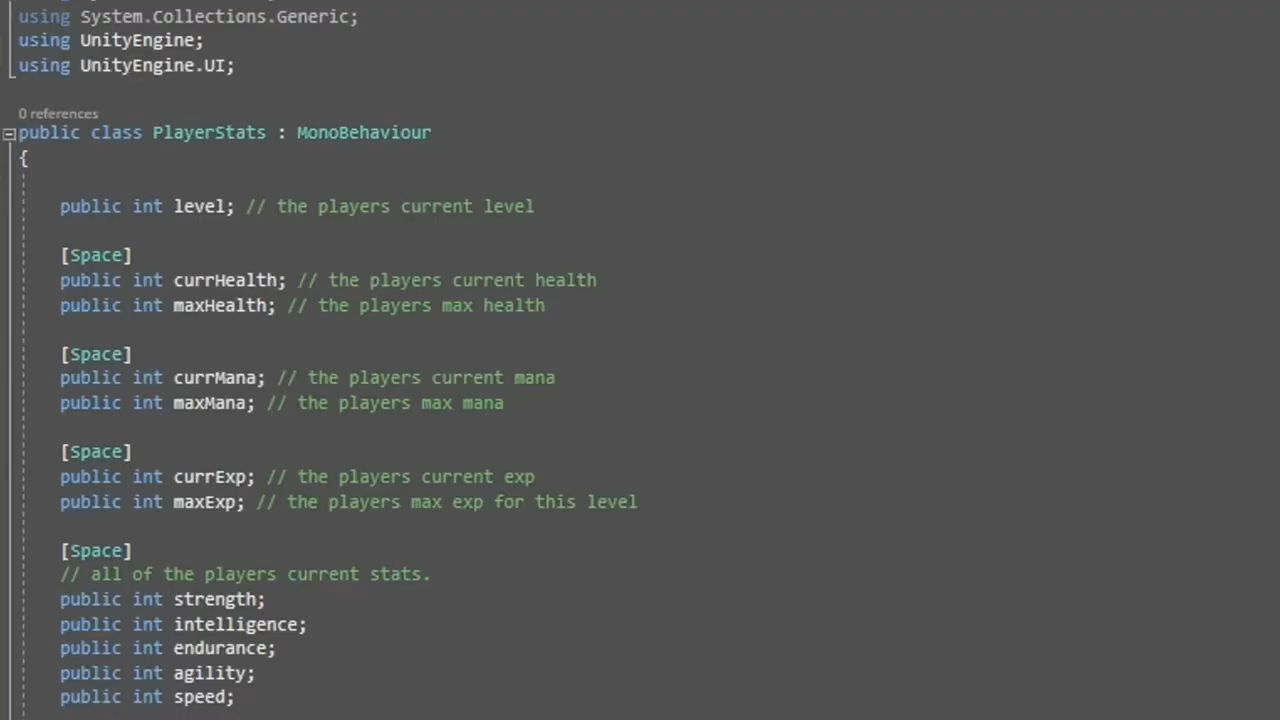 using System.Collections.Generic;
using UnityEngine;
using UnityEngine.UI;
0 references
public class PlayerStats : MonoBehaviour
{
public int level; // the players current level
[Space]
public int currHealth; // the players current health
public int maxHealth; // the players max health
[Space]
public int currMana; // the players current mana
public int maxMana; // the players max mana
[Space]
public int currExp; // the players current exp
public int maxExp; // the players max exp for this level
[Space]
// all of the players current stats.
public int strength;
public int intelligence;
public int endurance;
public int agility;
public int speed;